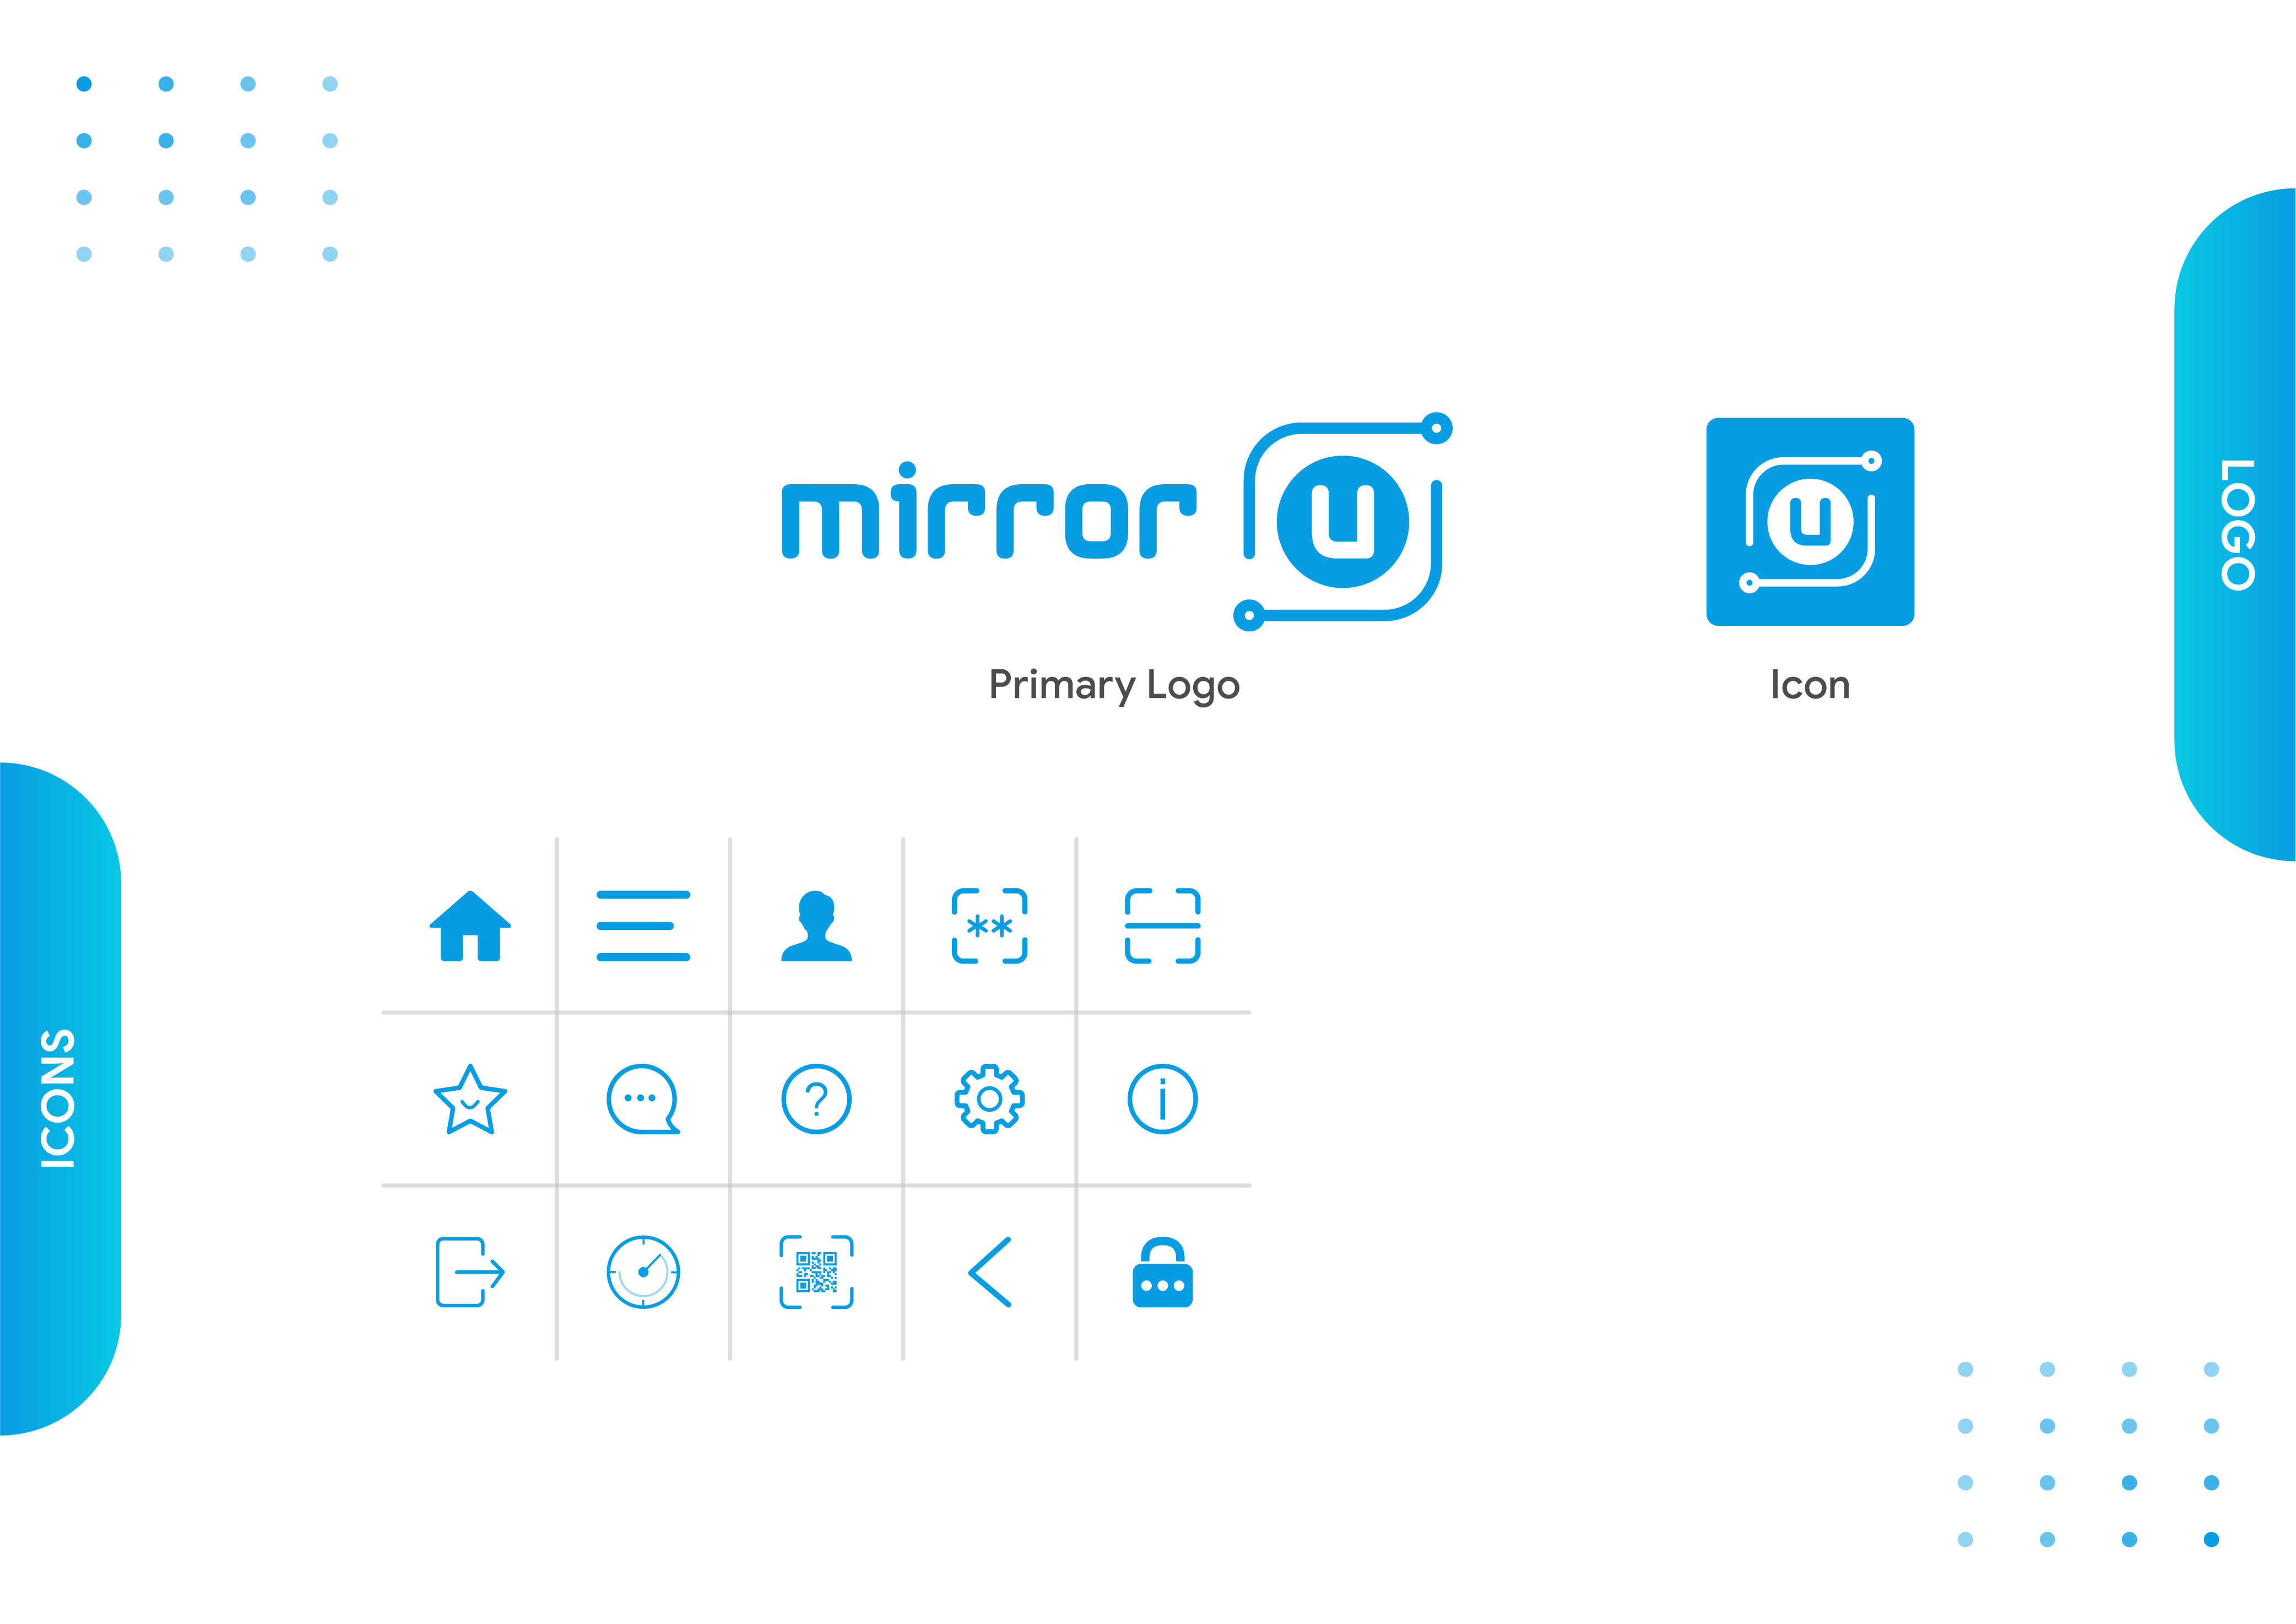 mirror u
u
Primary Logo
Icon
LOGO
ICONS
**
?
i